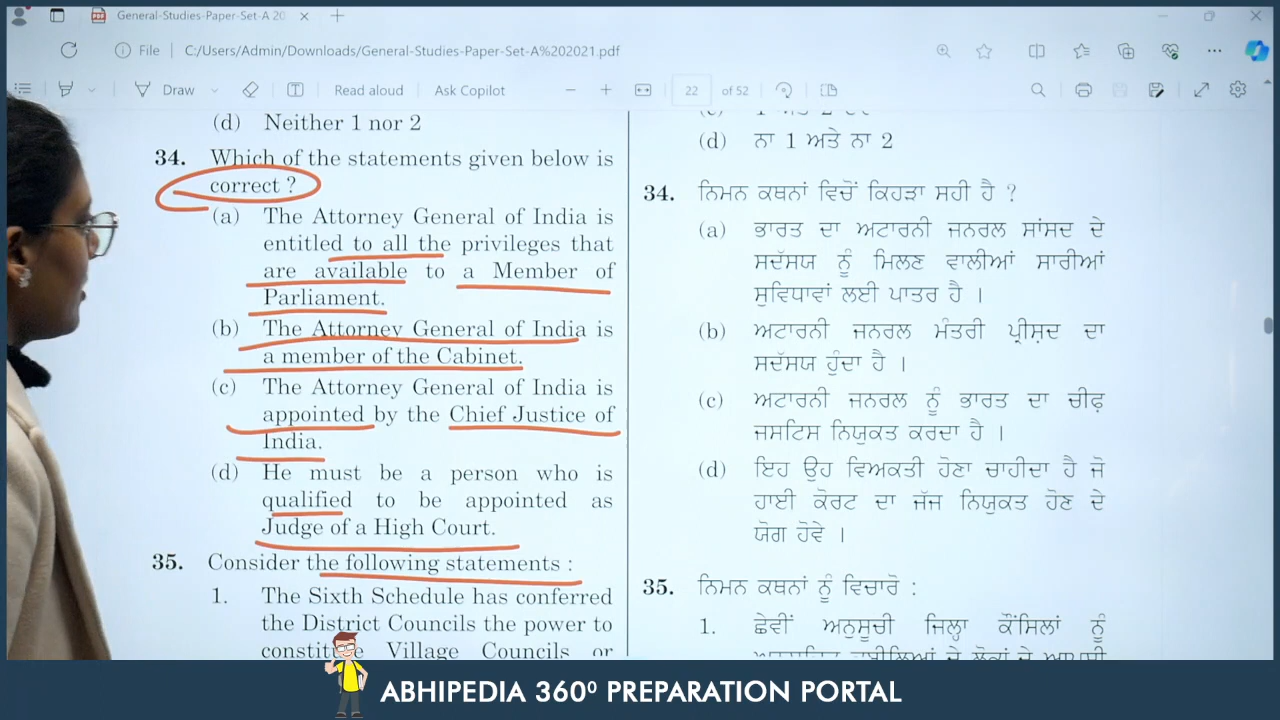 General-Studies-Paper-Set-A 20
File C:/Users/Admin/Downloads/General-Studies-Paper-Set-A%202021.pdf
Draw Read aloud Ask Copilot 22 of 52
(d) Neither 1 nor 2
34. Which of the statements given below is
correct ?
(a) The Attorney General of India is
entitled to all the privileges that
are available to a Member of
Parliament.
(b) The Attorney General of India is
a member of the Cabinet.
(c) The Attorney General of India is
appointed by the Chief Justice of
India.
(d) He must be a person who is
qualified to be appointed as
Judge of a High Court.
35. Consider the following statements :
1. The Sixth Schedule has conferred
the District Councils the power to
constitute Village Councils or
(d) ਨਾ 1 ਅਤੇ ਨਾ 2
34. ਨਿਮਨ ਕਥਨਾਂ ਵਿਚੋਂ ਕਿਹੜਾ ਸਹੀ ਹੈ ?
(a) ਭਾਰਤ ਦਾ ਅਟਾਰਨੀ ਜਨਰਲ ਸਾਂਸਦ ਦੇ
ਸਦੱਸਯ ਨੂੰ ਮਿਲਣ ਵਾਲੀਆਂ ਸਾਰੀਆਂ
ਸੁਵਿਧਾਵਾਂ ਲਈ ਪਾਤਰ ਹੈ ।
(b) ਅਟਾਰਨੀ ਜਨਰਲ ਮੰਤਰੀ ਪ੍ਰੀਸ਼ਦ ਦਾ
ਸਦੱਸਯ ਹੁੰਦਾ ਹੈ ।
(c) ਅਟਾਰਨੀ ਜਨਰਲ ਨੂੰ ਭਾਰਤ ਦਾ ਚੀਫ਼
ਜਸਟਿਸ ਨਿਯੁਕਤ ਕਰਦਾ ਹੈ ।
(d) ਇਹ ਉਹ ਵਿਅਕਤੀ ਹੋਣਾ ਚਾਹੀਦਾ ਹੈ ਜੋ
ਹਾਈ ਕੋਰਟ ਦਾ ਜੱਜ ਨਿਯੁਕਤ ਹੋਣ ਦੇ
ਯੋਗ ਹੋਵੇ ।
35. ਨਿਮਨ ਕਥਨਾਂ ਨੂੰ ਵਿਚਾਰੋ :
1. ਛੇਵੀਂ ਅਨੁਸੂਚੀ ਜਿਲ੍ਹਾ ਕੌਂਸਿਲਾਂ ਨੂੰ
ABHIPEDIA 360⁰ PREPARATION PORTAL